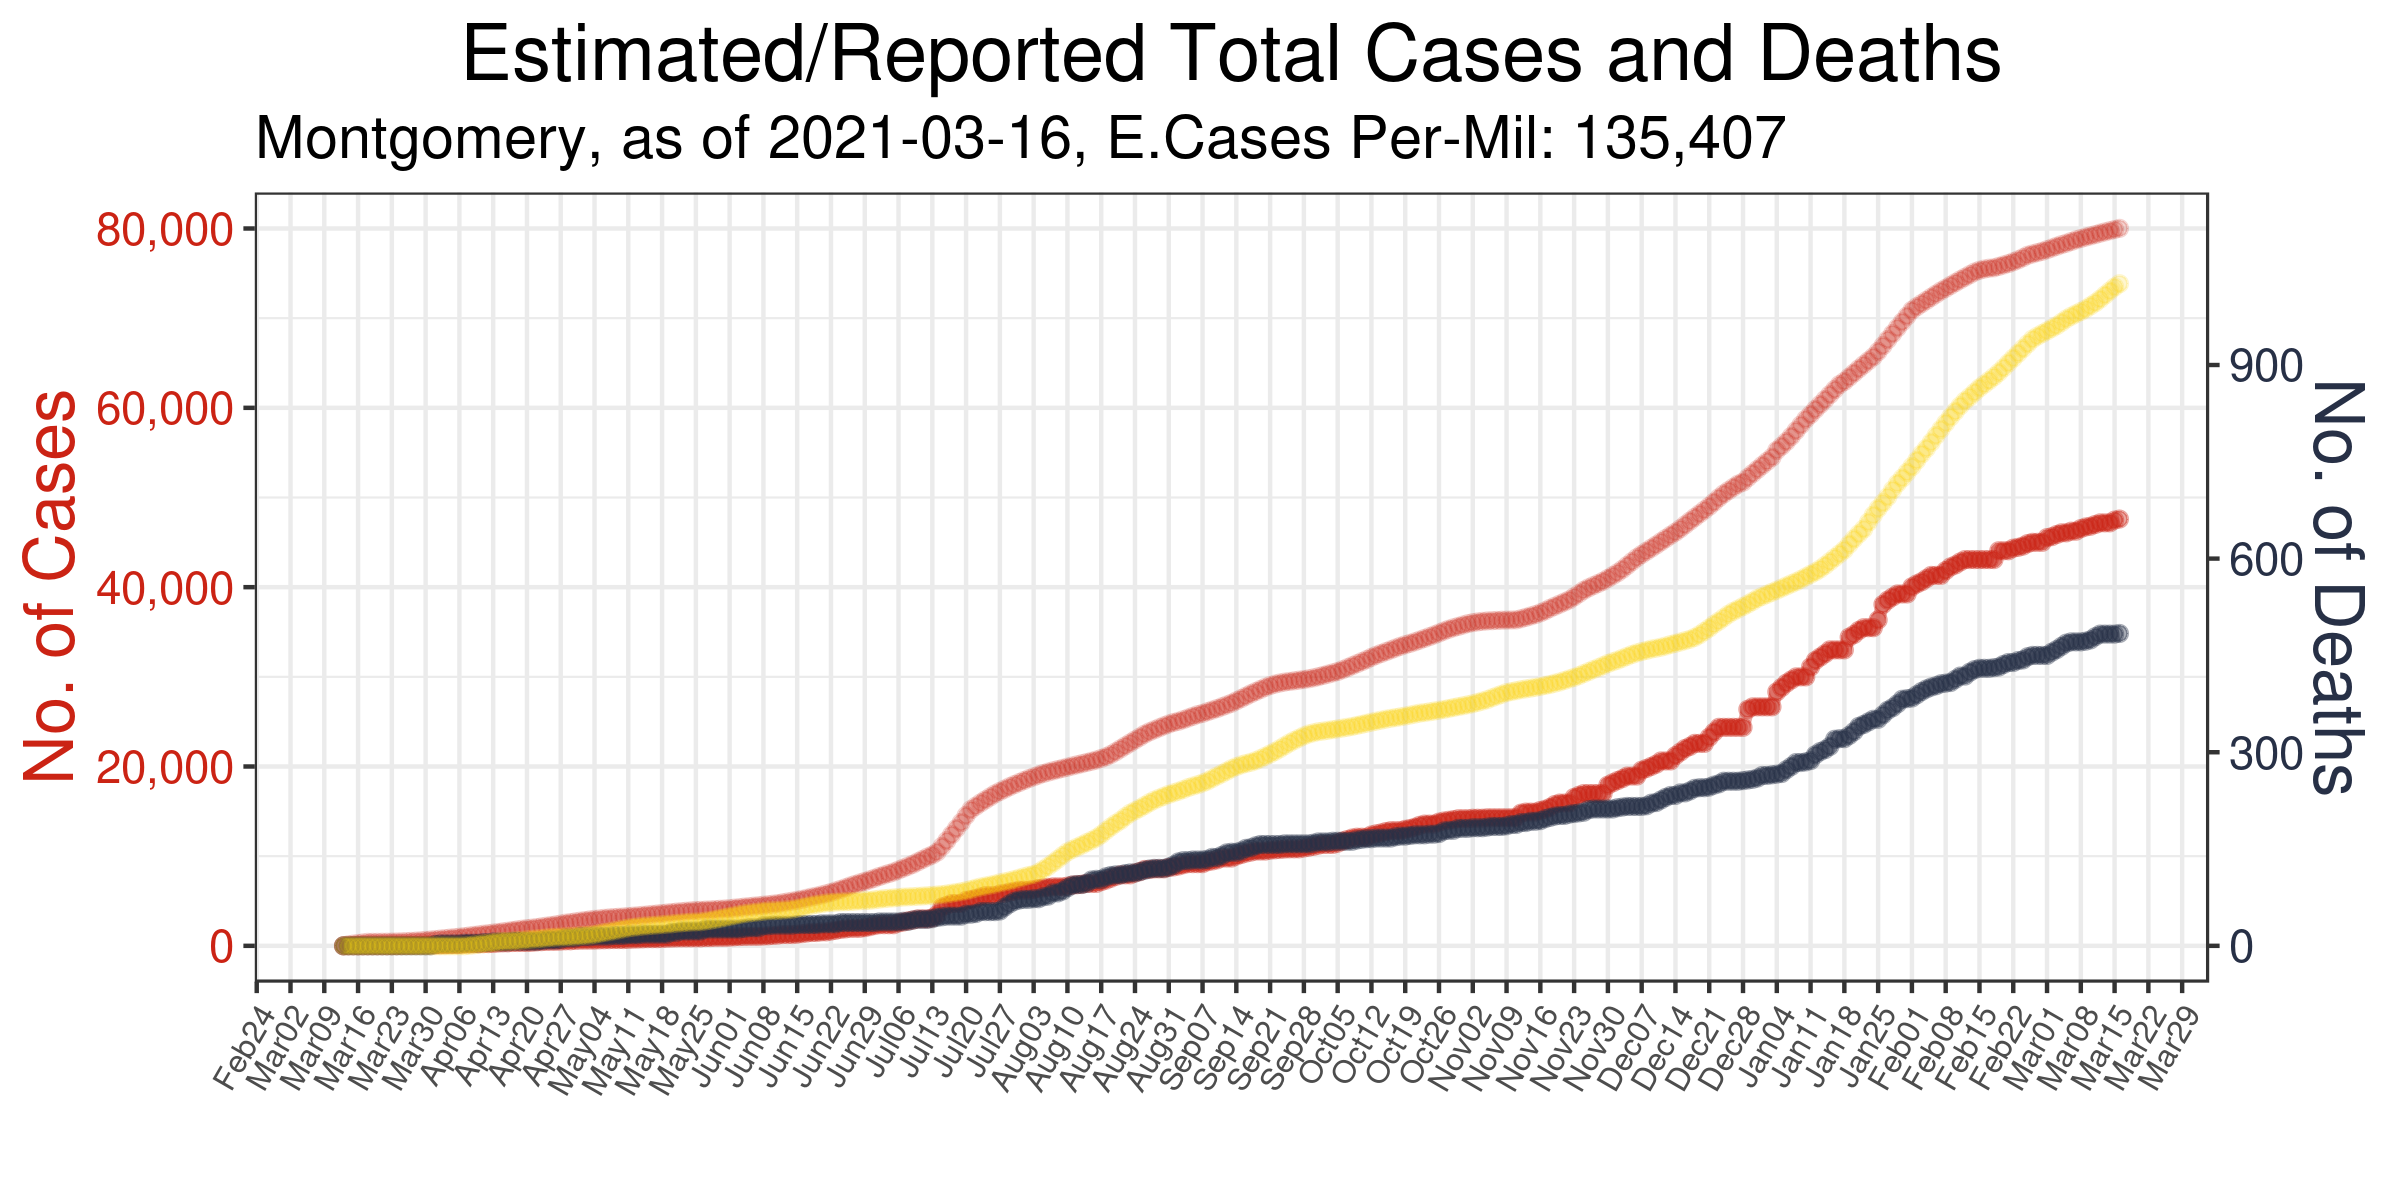 Estimated/Reported Total Cases and Deaths
Montgomery, as of 2021-03-16, E.Cases Per-Mil: 135,407
No. of Cases
80,000
60,000
40,000
20,000
0
900
600
300
0
No. of Deaths
Feb24
Mar02
Mar09
Mar16
Mar23
Mar30
Apr06
Apr13
Apr20
Apr27
May04
May11
May18
May25
Jun01
Jun08
Jun15
Jun22
Jun29
Jul06
Jul13
Jul20
Jul27
Aug03
Aug10
Aug17
Aug24
Aug31
Sep07
Sep14
Sep21
Sep28
Oct05
Oct12
Oct19
Oct26
Nov02
Nov09
Nov16
Nov23
Nov30
Dec07
Dec14
Dec21
Dec28
Jan04
Jan11
Jan18
Jan25
Feb01
Feb08
Feb15
Feb22
Mar01
Mar08
Mar15
Mar22
Mar29